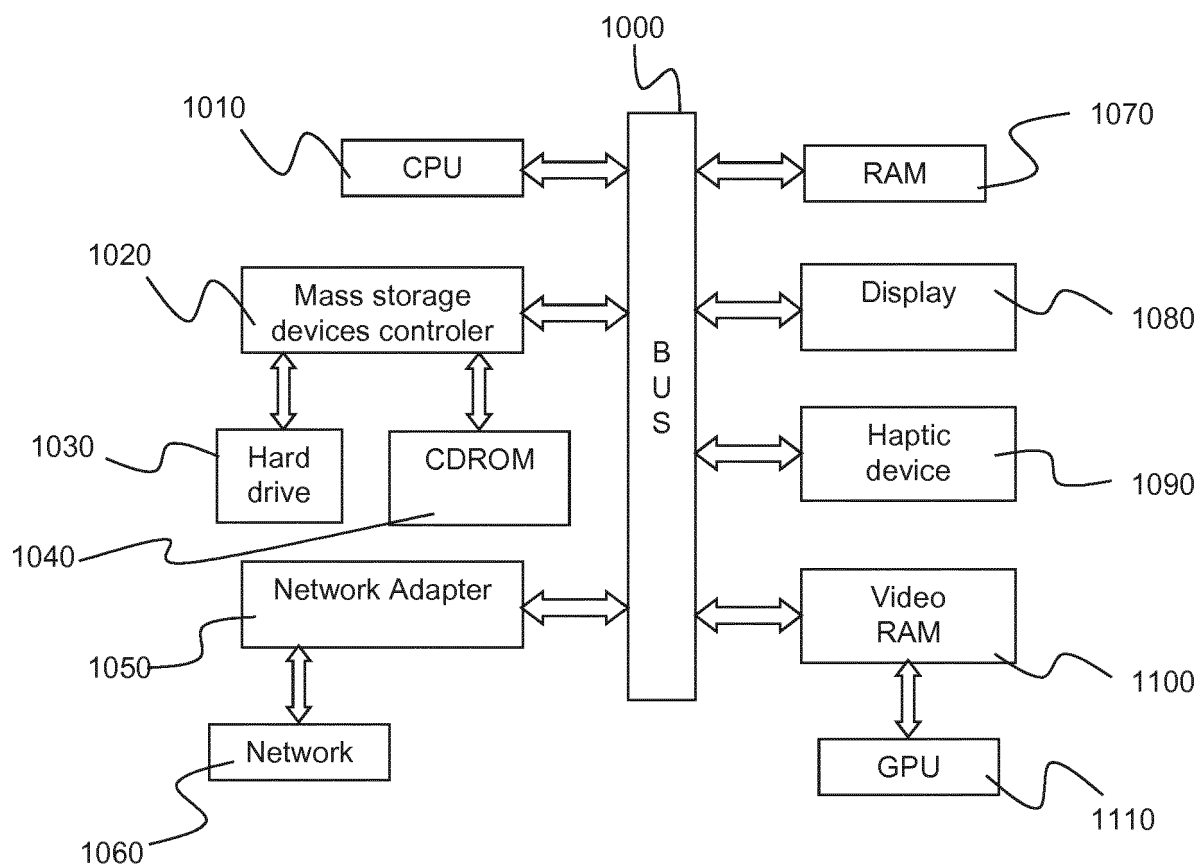 1000
1010
CPU
1070
RAM
1020
Mass storage
devices controler
Display
1080
B
U
S
1030
Hard
drive
CDROM
Haptic
device
1090
1040
Network Adapter
1050
Video
RAM
1100
Network
1060
GPU
1110